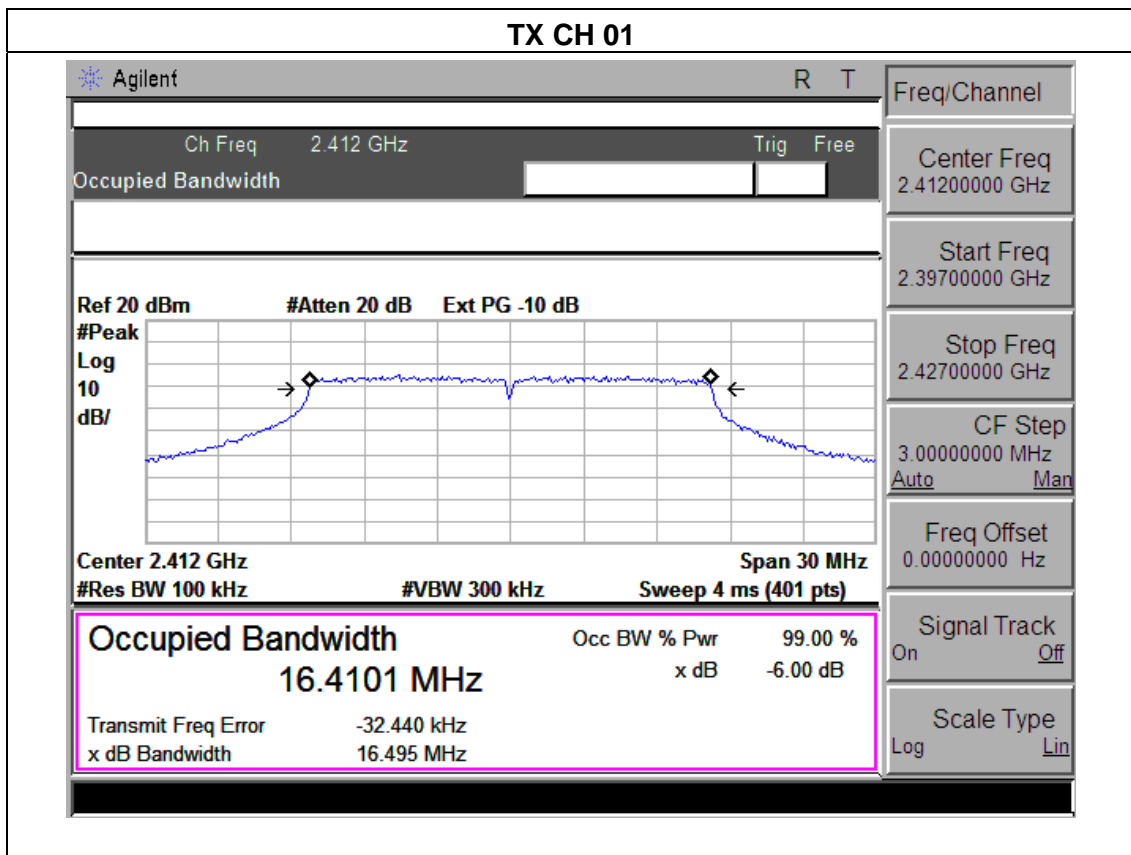 TX CH 01
Agilent R T
Ch Freq 2.412 GHz Trig Free
Occupied Bandwidth
Ref 20 dBm #Atten 20 dB Ext PG -10 dB
#Peak
Log
10
dB/
Center 2.412 GHz Span 30 MHz
#Res BW 100 kHz #VBW 300 kHz Sweep 4 ms (401 pts)
Occupied Bandwidth Occ BW % Pwr 99.00 %
16.4101 MHz x dB -6.00 dB
Transmit Freq Error -32.440 kHz
x dB Bandwidth 16.495 MHz
Freq/Channel
Center Freq
2.41200000 GHz
Start Freq
2.39700000 GHz
Stop Freq
2.42700000 GHz
CF Step
3.00000000 MHz
Auto Man
Freq Offset
0.00000000 Hz
Signal Track
On Off
Scale Type
Log Lin